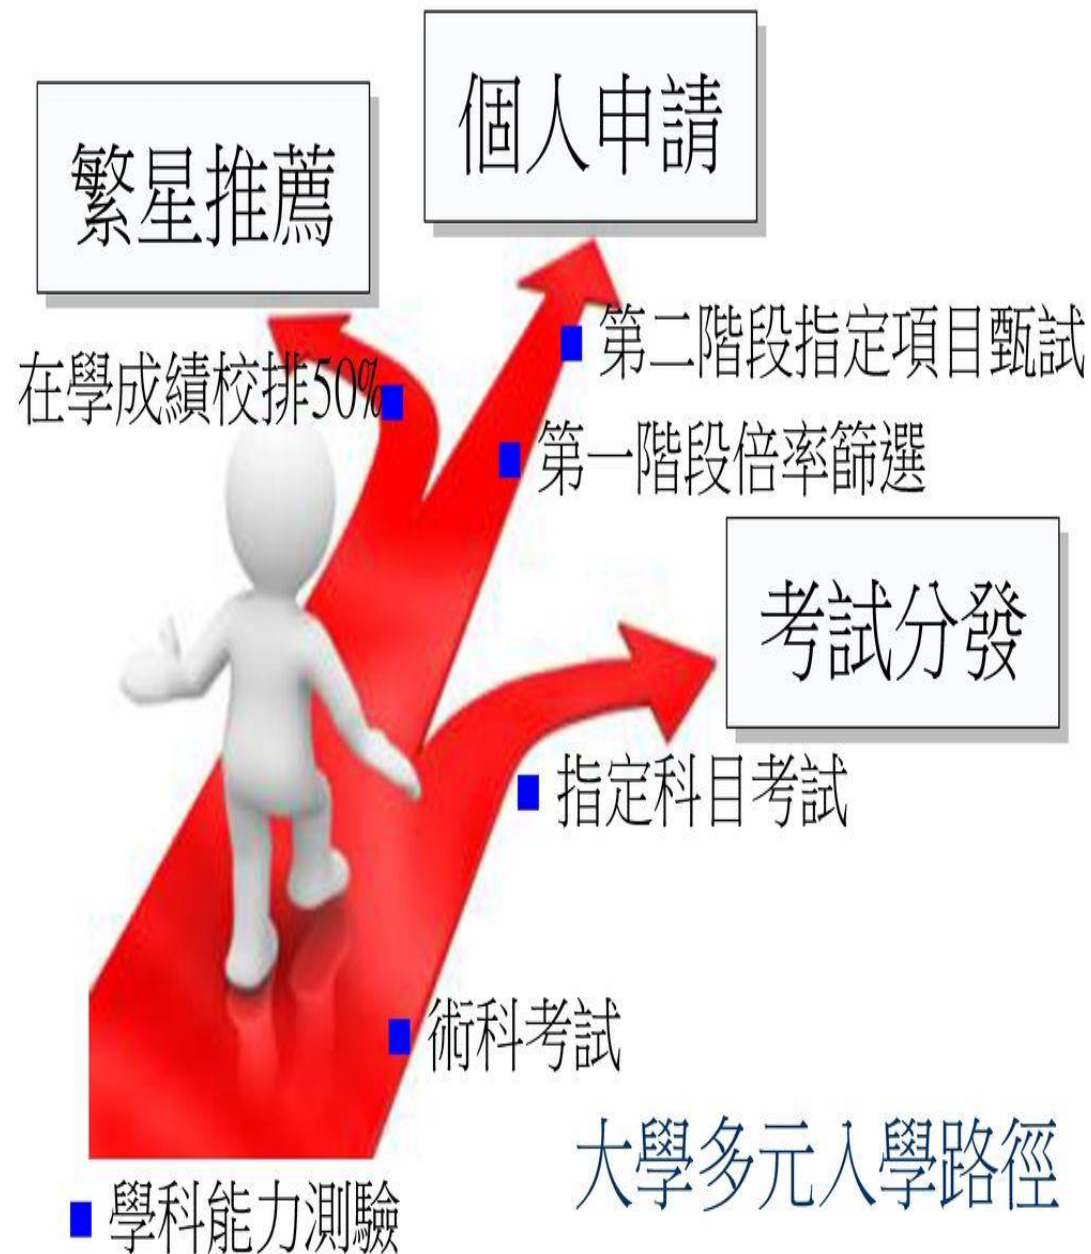 個人申請
繁星推薦
第二階段指定項目甄試
在學成績校排50%
第一階段倍率篩選
考試分發
指定科目考試
術科考試
大學多元入學路徑
學科能力測驗